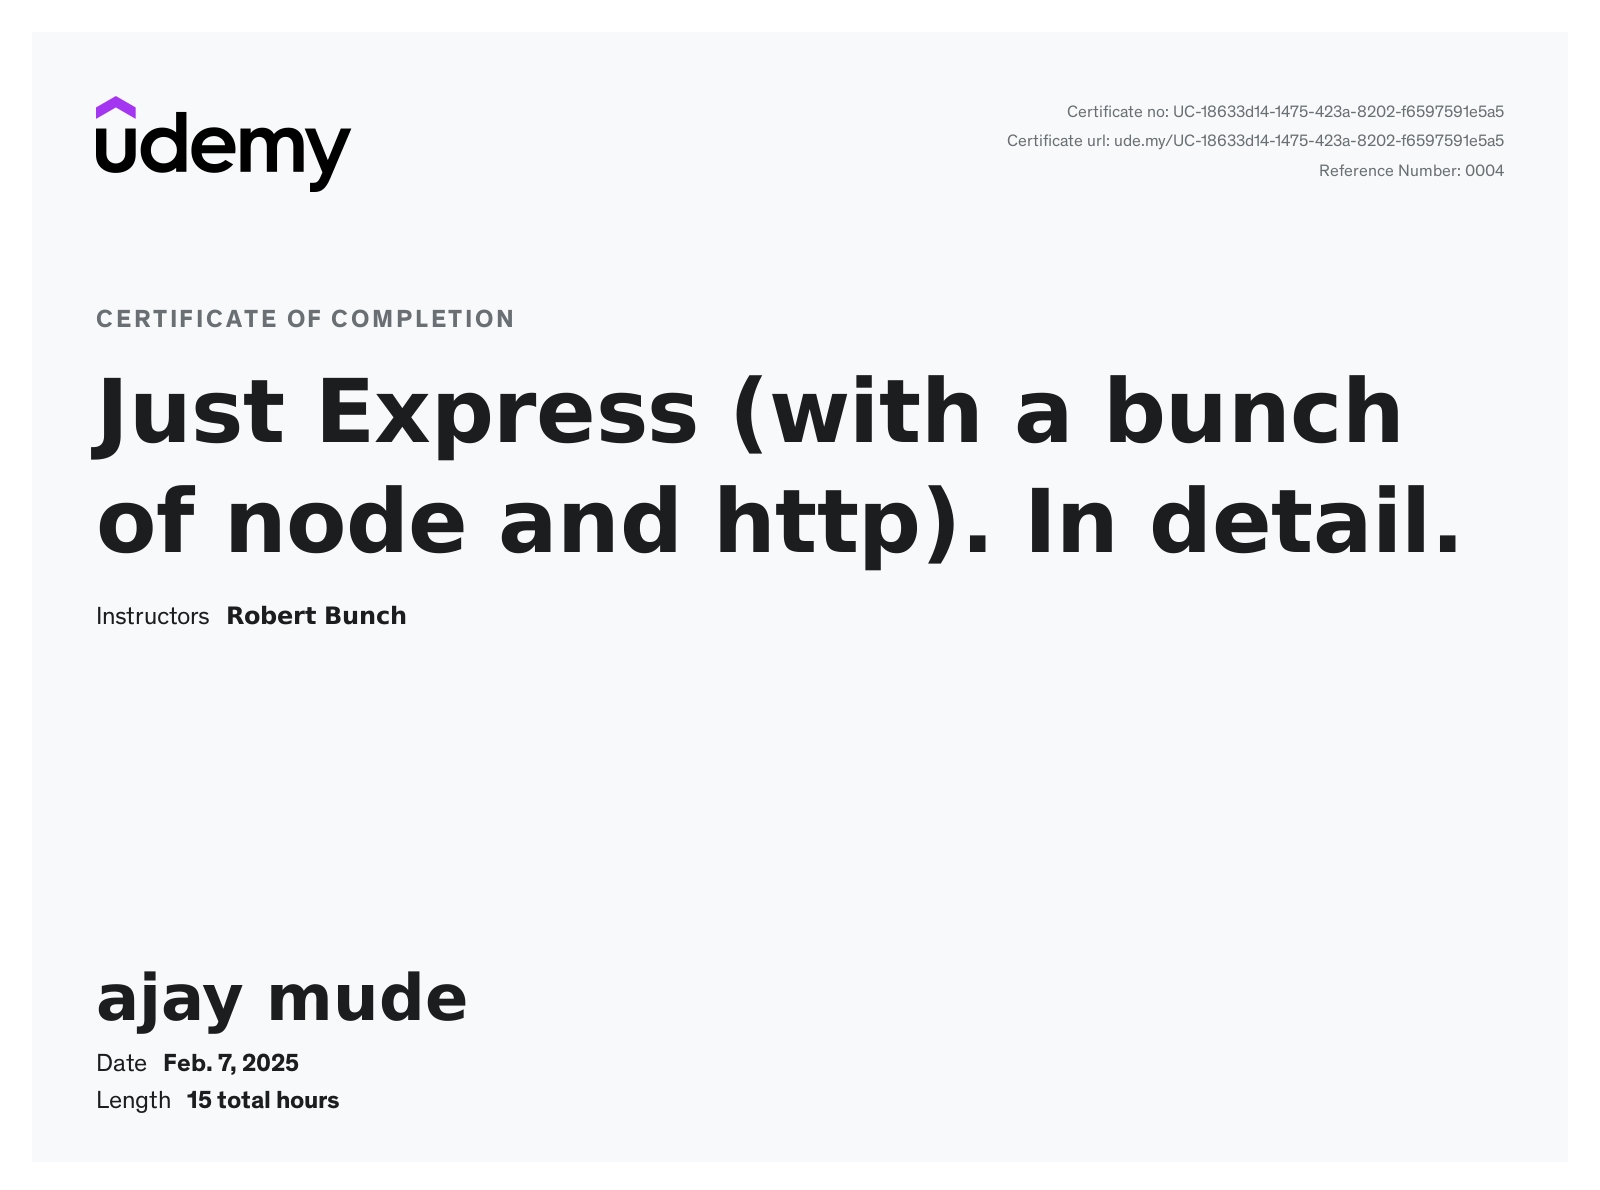 udemy
Certificate no: UC-18633d14-1475-423a-8202-f6597591e5a5
Certificate url: ude.my/UC-18633d14-1475-423a-8202-f6597591e5a5
Reference Number: 0004
CERTIFICATE OF COMPLETION
Just Express (with a bunch
of node and http). In detail.
Instructors Robert Bunch
ajay mude
Date Feb. 7, 2025
Length 15 total hours